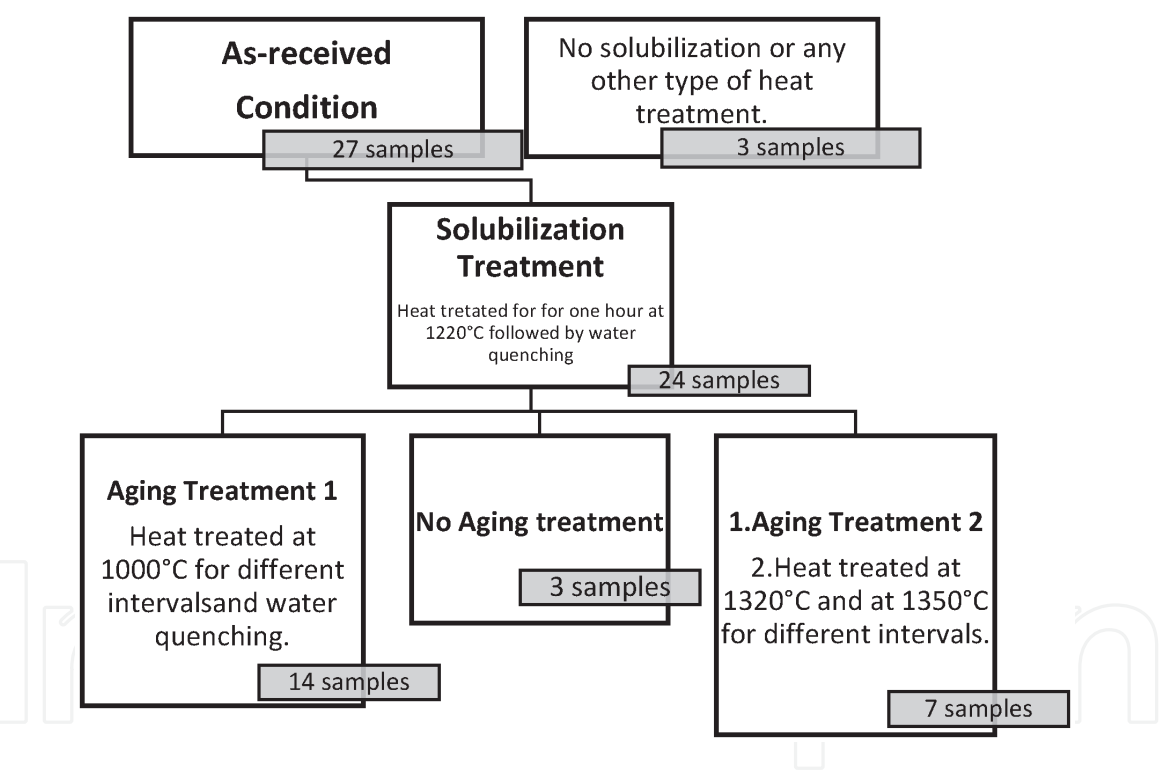 As-received
Condition
27 samples
No solubilization or any
other type of heat
treatment.
3 samples
Solubilization
Treatment
Heat tretated for for one hour at
1220°C followed by water
quenching
24 samples
Aging Treatment 1
Heat treated at
1000°C for different
intervalsand water
quenching.
14 samples
No Aging treatment
3 samples
1.Aging Treatment 2
2.Heat treated at
1320°C and at 1350°C
for different intervals.
7 samples